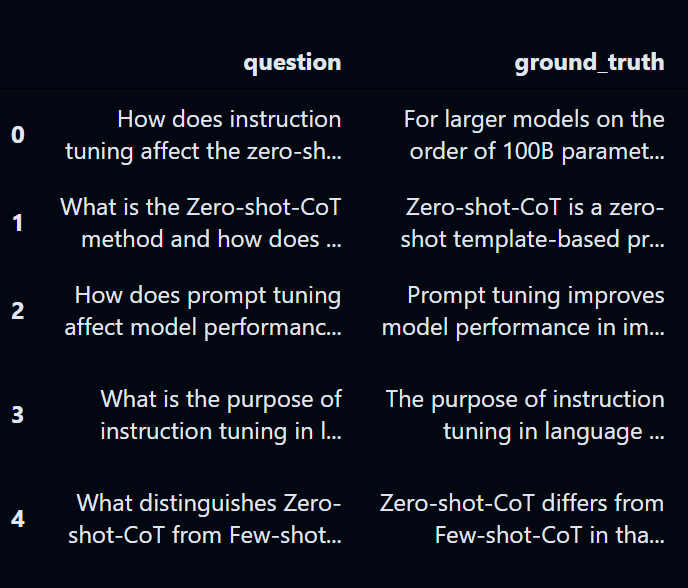 question ground_truth
0 How does instruction For larger models on the
tuning affect the zero-sh... order of 100B paramet...
1 What is the Zero-shot-CoT Zero-shot-CoT is a zero-
method and how does ... shot template-based pr...
2 How does prompt tuning Prompt tuning improves
affect model performanc... model performance in im...
3 What is the purpose of The purpose of instruction
instruction tuning in l... tuning in language ...
4 What distinguishes Zero- Zero-shot-CoT differs from
shot-CoT from Few-shot... Few-shot-CoT in tha...